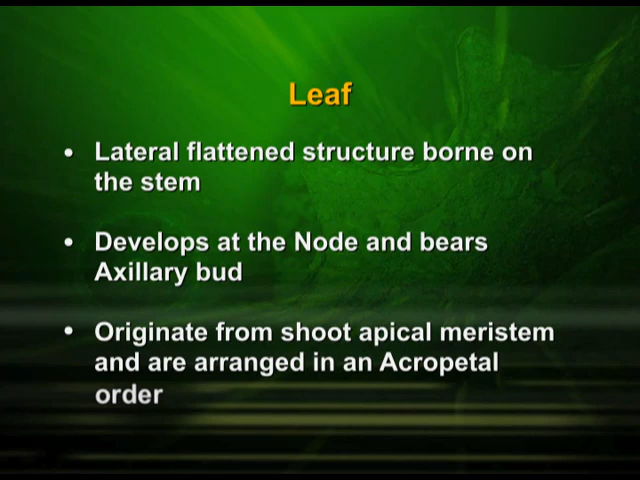 Leaf
• Lateral flattened structure borne on
the stem
• Develops at the Node and bears
Axillary bud
• Originate from shoot apical meristem
and are arranged in an Acropetal
order